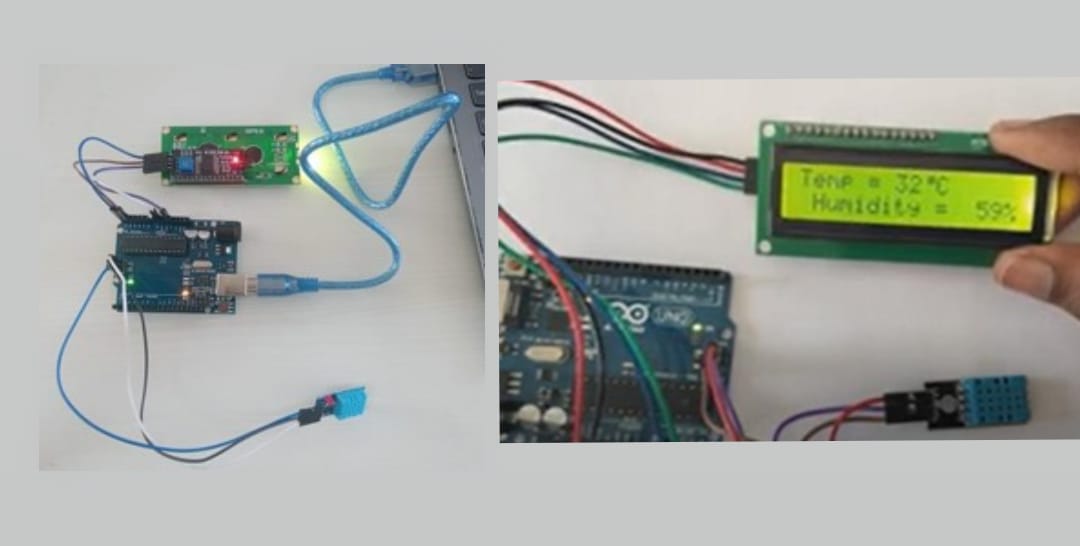 Temp = 32°C
Humidity = 59%
UNO